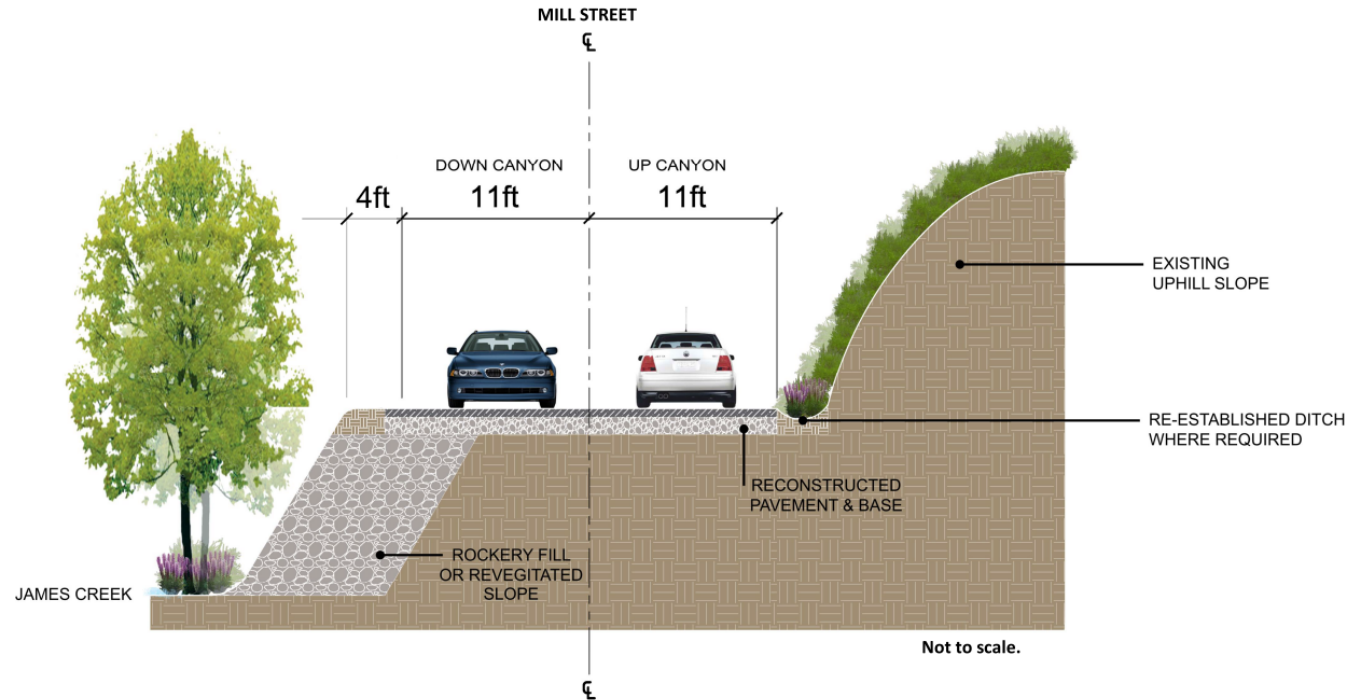 MILL STREET
℄
DOWN CANYON
UP CANYON
4ft
11ft
11ft
EXISTING
UPHILL SLOPE
RE-ESTABLISHED DITCH
WHERE REQUIRED
RECONSTRUCTED
PAVEMENT & BASE
ROCKERY FILL
OR REVEGITATED
SLOPE
JAMES CREEK
Not to scale.
℄